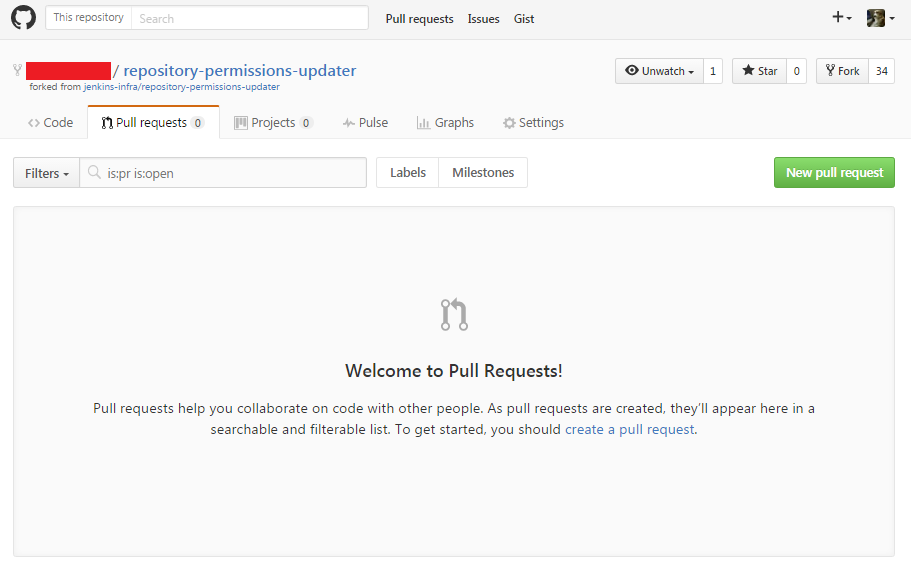 This repository Search Pull requests Issues Gist
/ repository-permissions-updater Unwatch 1 Star 0 Fork 34
forked from jenkins-infra/repository-permissions-updater
Code Pull requests 0 Projects 0 Pulse Graphs Settings
Filters is:pr is:open Labels Milestones New pull request
Welcome to Pull Requests!
Pull requests help you collaborate on code with other people. As pull requests are created, they'll appear here in a
searchable and filterable list. To get started, you should create a pull request.